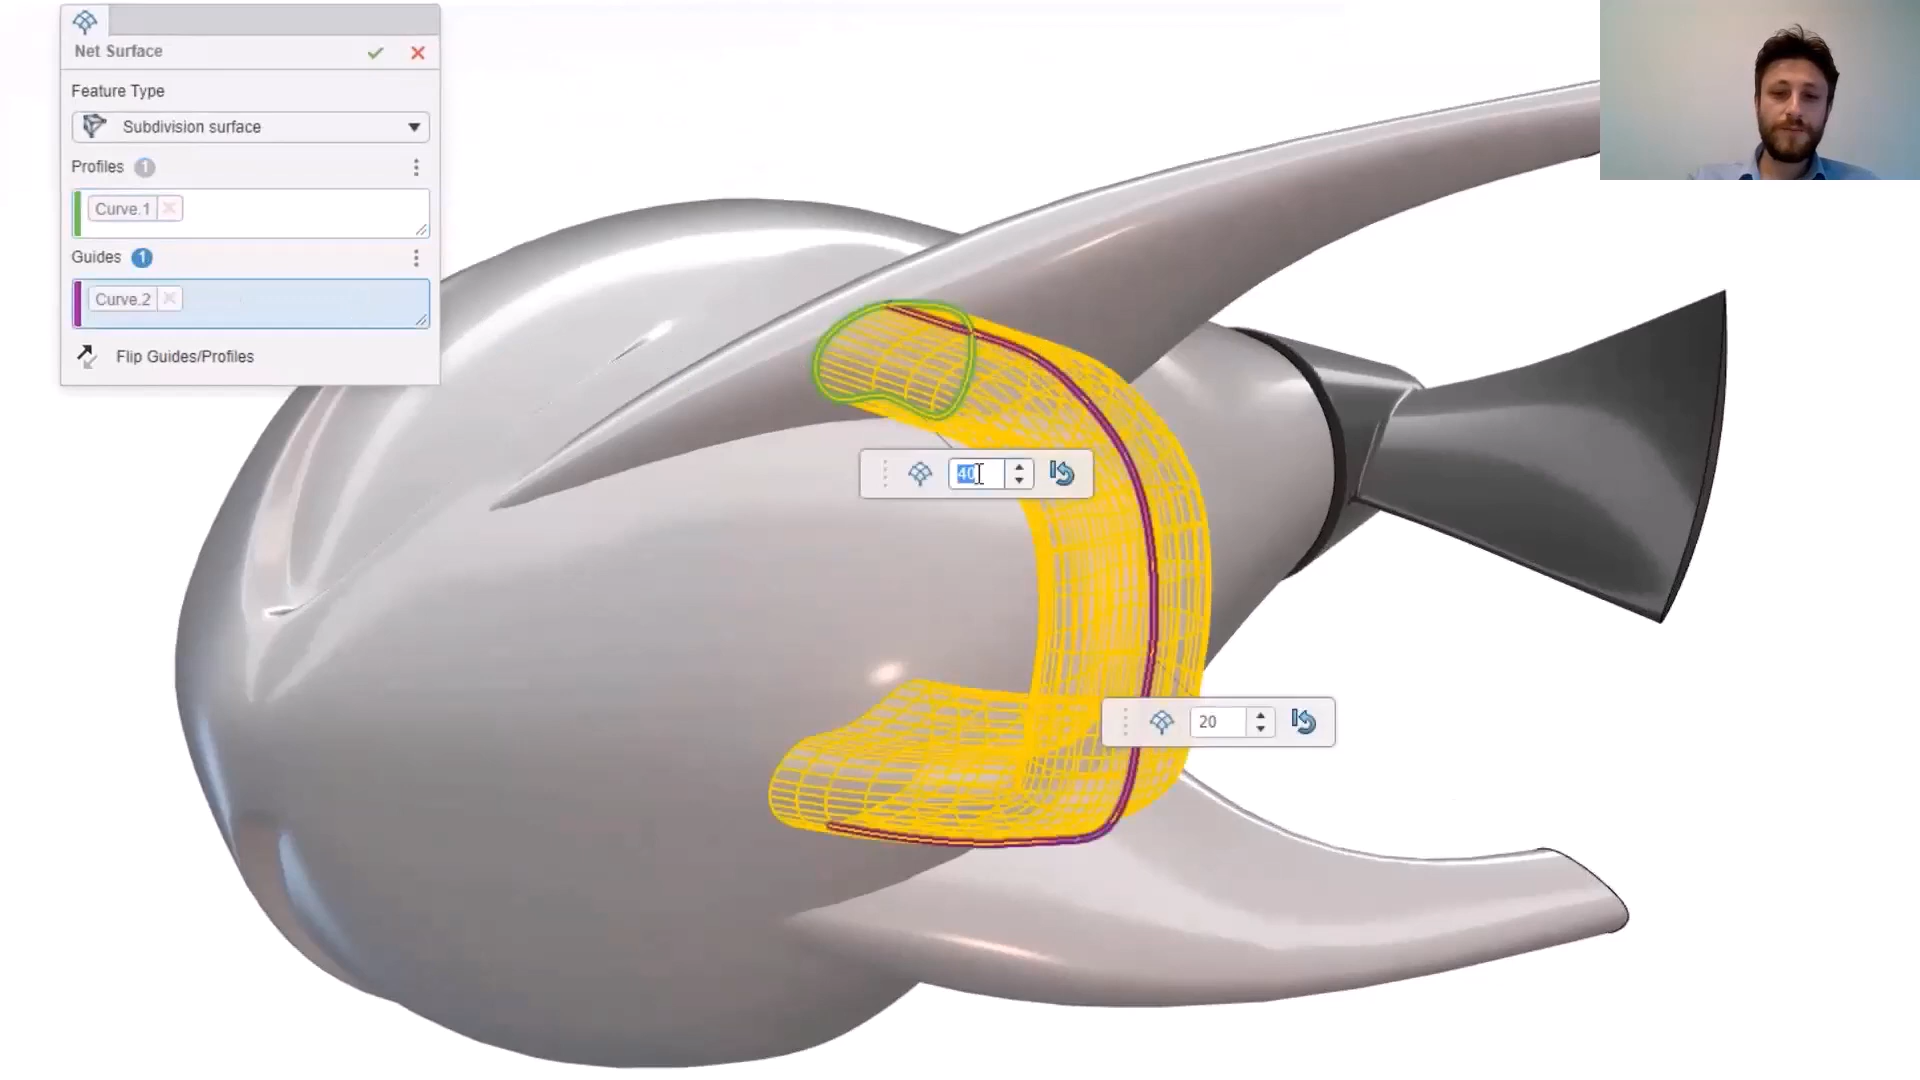 Net Surface
Feature Type
Subdivision surface
Profiles 1
Curve.1
Guides 1
Curve.2
Flip Guides/Profiles
40
20